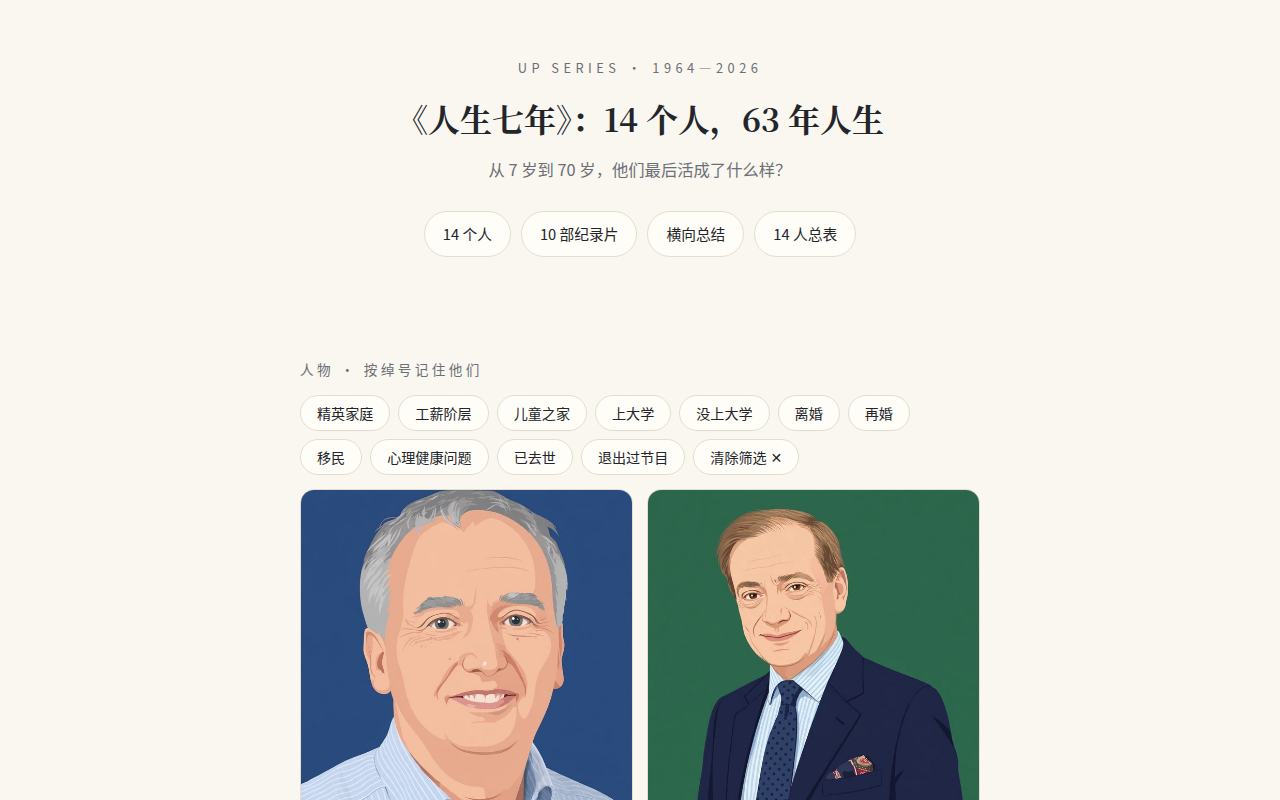 UP SERIES · 1964—2026
《人生七年》：14 个人，63 年人生
从 7 岁到 70 岁，他们最后活成了什么样？
14 个人 10 部纪录片 横向总结 14 人总表
人物 · 按绰号记住他们
精英家庭 工薪阶层 儿童之家 上大学 没上大学 离婚 再婚
移民 心理健康问题 已去世 退出过节目 清除筛选 ✕